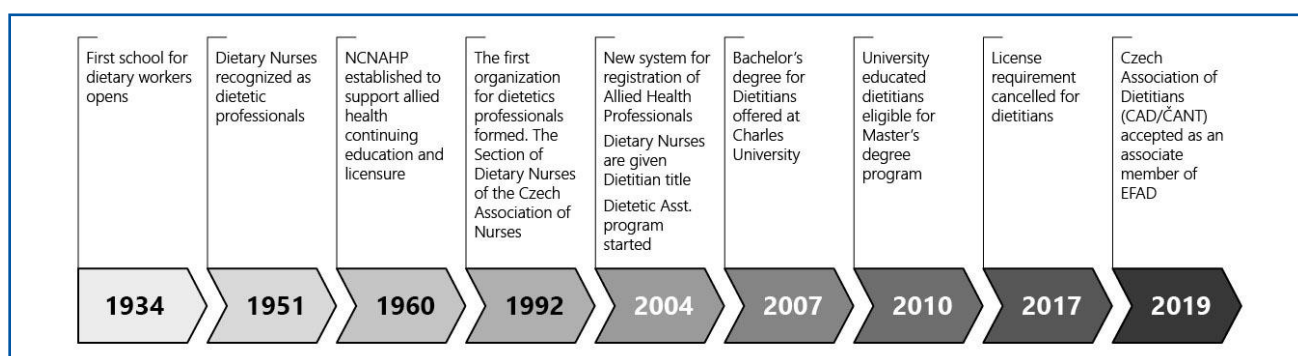 First school for
dietary workers
opens
Dietary Nurses
recognized as
dietetic
professionals
NCNAHP
established to
support allied
health
continuing
education and
licensure
The first
organization
for dietetics
professionals
formed. The
Section of
Dietary Nurses
of the Czech
Association of
Nurses
New system for
registration of
Allied Health
Professionals
Dietary Nurses
are given
Dietitian title
Dietetic Asst.
program
started
Bachelor's
degree for
Dietitians
offered at
Charles
University
University
educated
dietitians
eligible for
Master's
degree
program
License
requirement
cancelled for
dietitians
Czech
Association of
Dietitians
(CAD/ČANT)
accepted as an
associate
member of
EFAD
1934
1951
1960
1992
2004
2007
2010
2017
2019